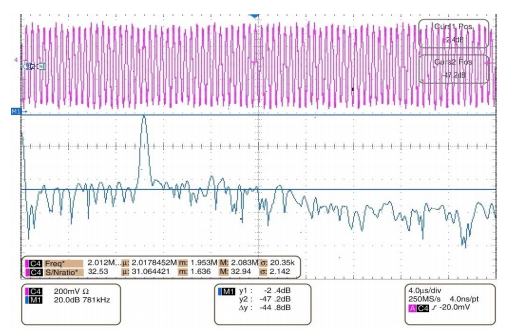 Curs1 Pos
-2.4dB
Curs2 Pos
-47.2dB
4
M1
C4 Freq* 2.012M... µ: 2.0178452M m: 1.953M M: 2.083M σ: 20.35k
C4 S/Nratio* 32.53 µ: 31.064421 m: 1.636 M: 32.94 σ: 2.142
C4 200mV Ω
M1 20.0dB 781kHz
M1 y1 : -2 .4dB
y2 : -47 .2dB
Δy : -44 .8dB
4.0µs/div
250MS/s 4.0ns/pt
A C4 -20.0mV